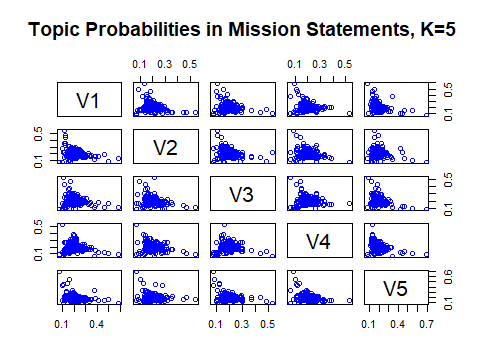 Topic Probabilities in Mission Statements, K=5
0.1 0.3 0.5 0.1 0.3 0.5
V1 0.1 0.5
0.1 0.5 V2
V3 0.1 0.5
0.1 0.5 V4
V5 0.1 0.6
0.1 0.4 0.1 0.3 0.5 0.1 0.4 0.7